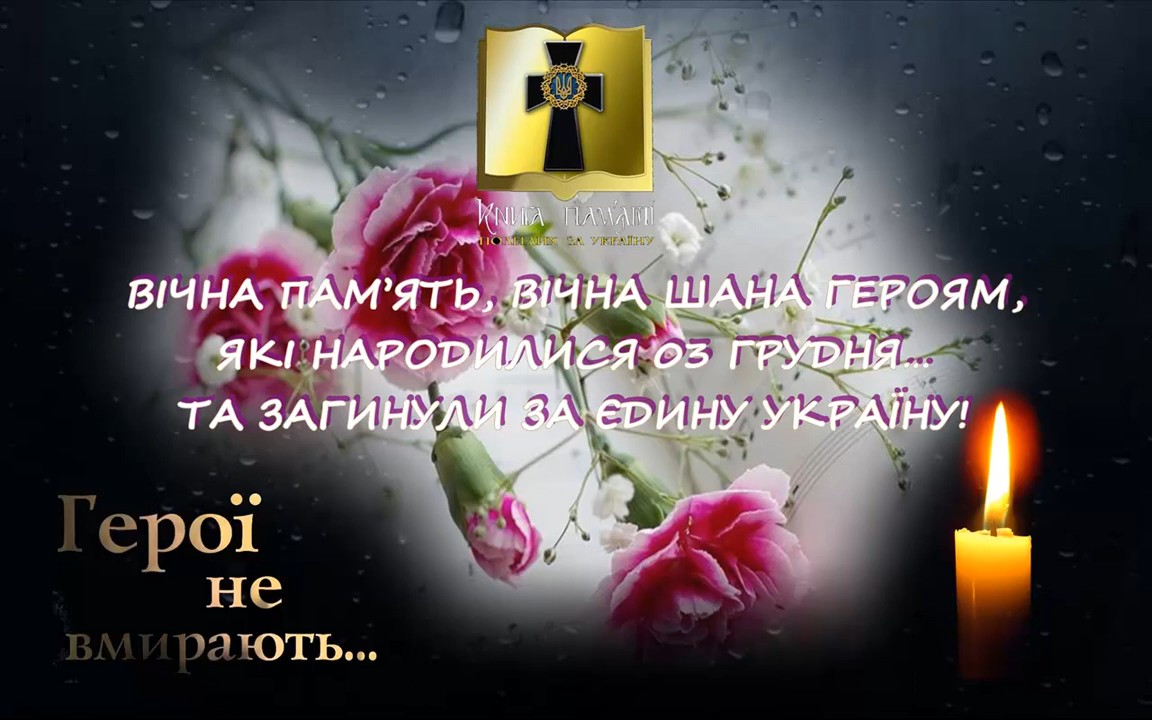 Книга пам'яті
полеглих за Україну
ВІЧНА ПАМ'ЯТЬ, ВІЧНА ШАНА ГЕРОЯМ,
ЯКІ НАРОДИЛИСЯ 03 ГРУДНЯ...
ТА ЗАГИНУЛИ ЗА ЄДИНУ УКРАЇНУ!
Герої
не
вмирають...